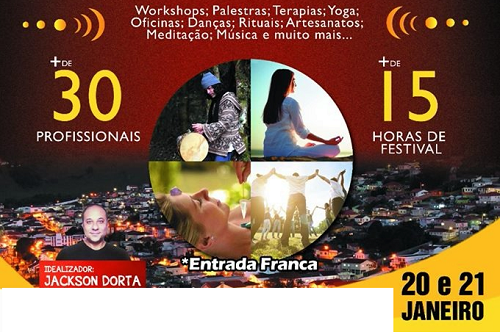 Workshops; Palestras; Terapias; Yoga;
Oficinas; Danças; Rituais; Artesanatos;
Meditação; Música e muito mais...
+DE
30
PROFISSIONAIS
+DE
15
HORAS DE
FESTIVAL
*Entrada Franca
IDEALIZADOR:
JACKSON DORTA
20 e 21
JANEIRO